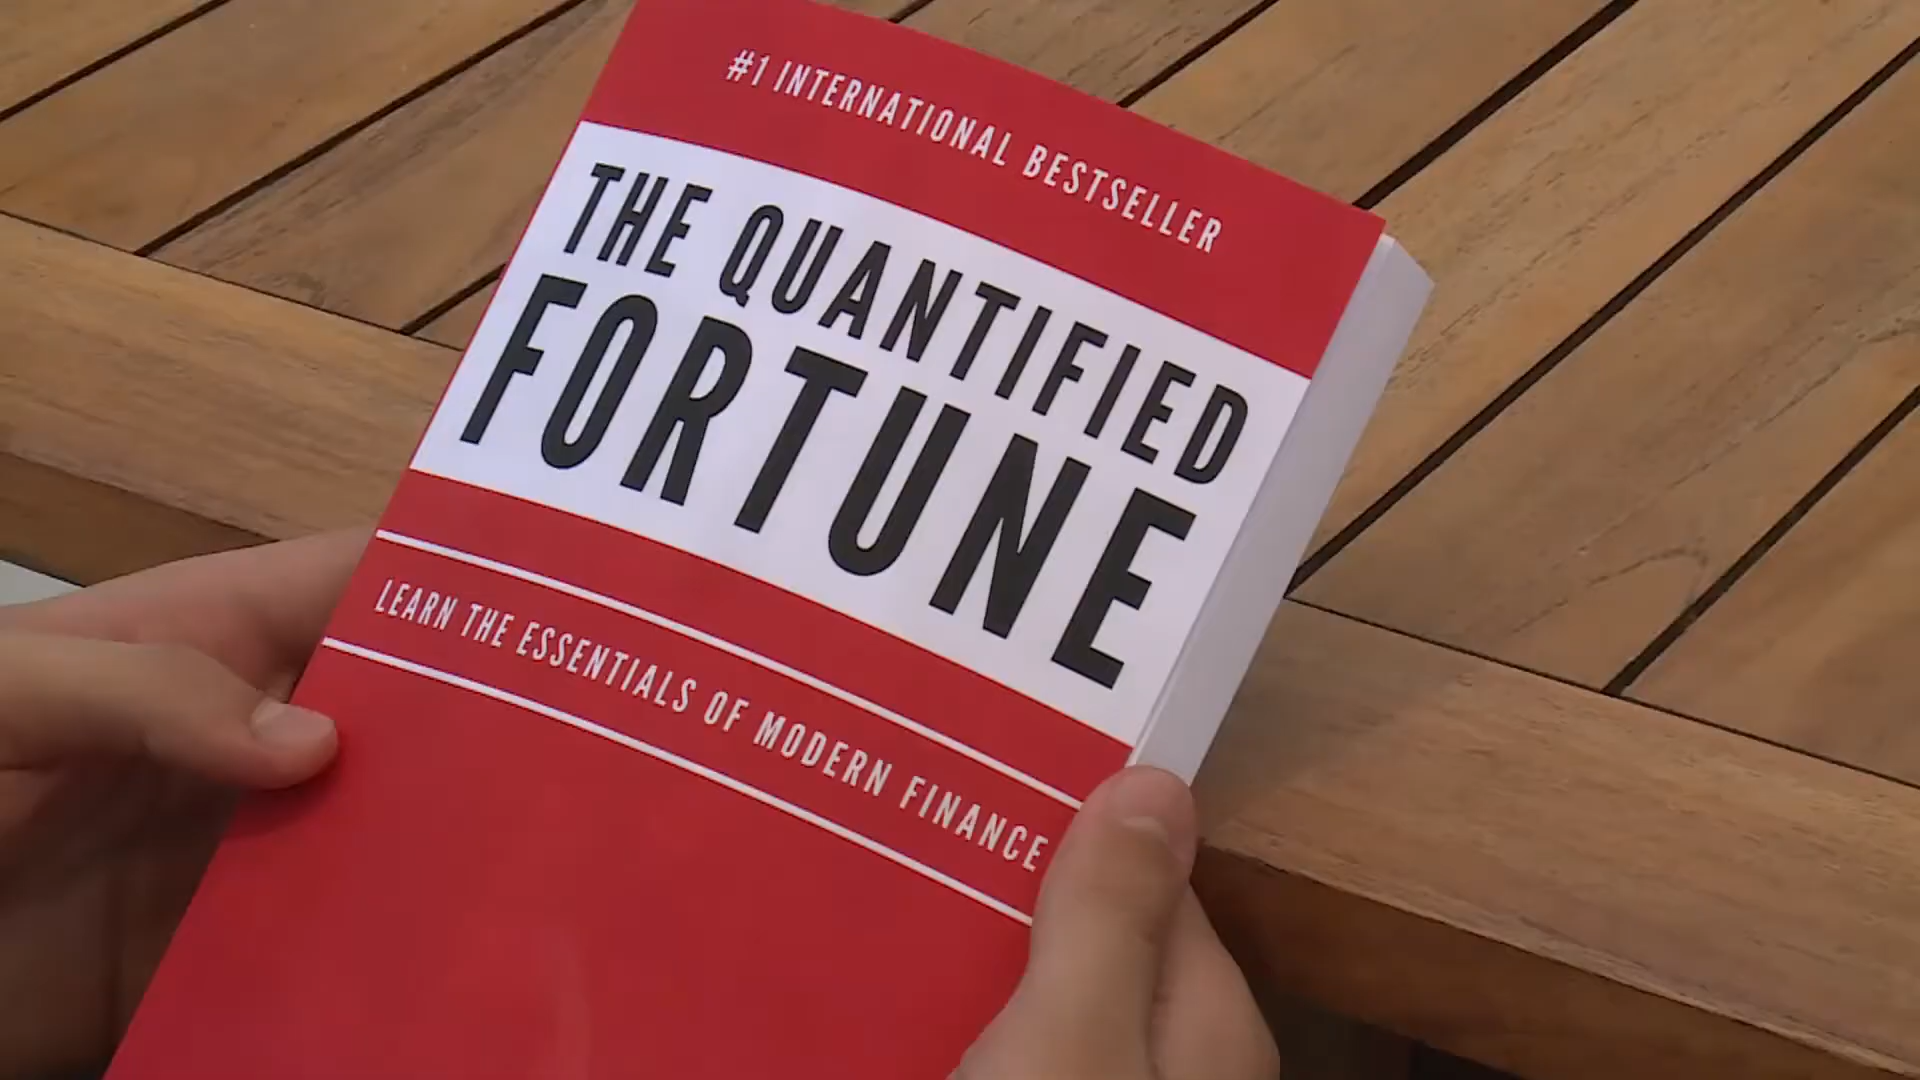 #1 INTERNATIONAL BESTSELLER
THE QUANTIFIED
FORTUNE
LEARN THE ESSENTIALS OF MODERN FINANCE